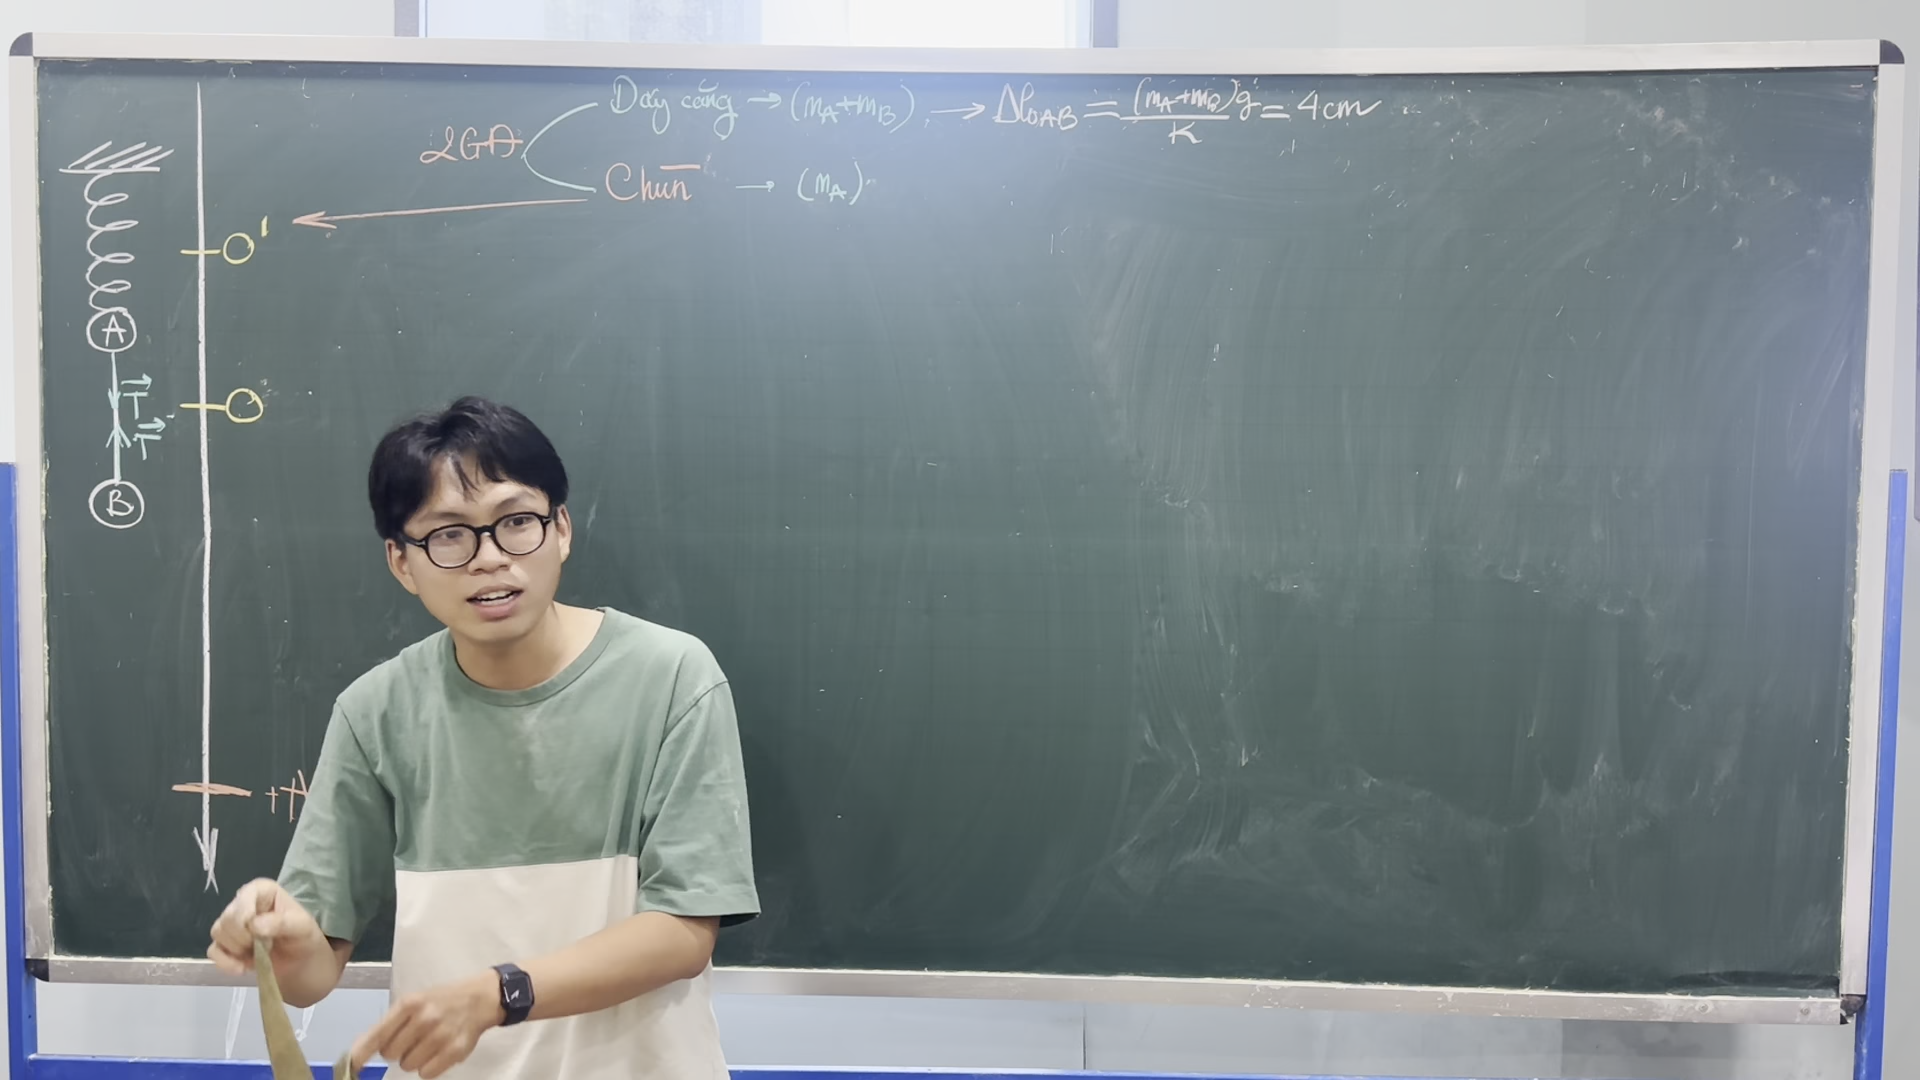 2GĐ
Dây căng → (mA+mB) → Δl0AB = (mA+mB)g/K = 4cm
Chùn → (mA)
O'
A
T
O
T
B
+A